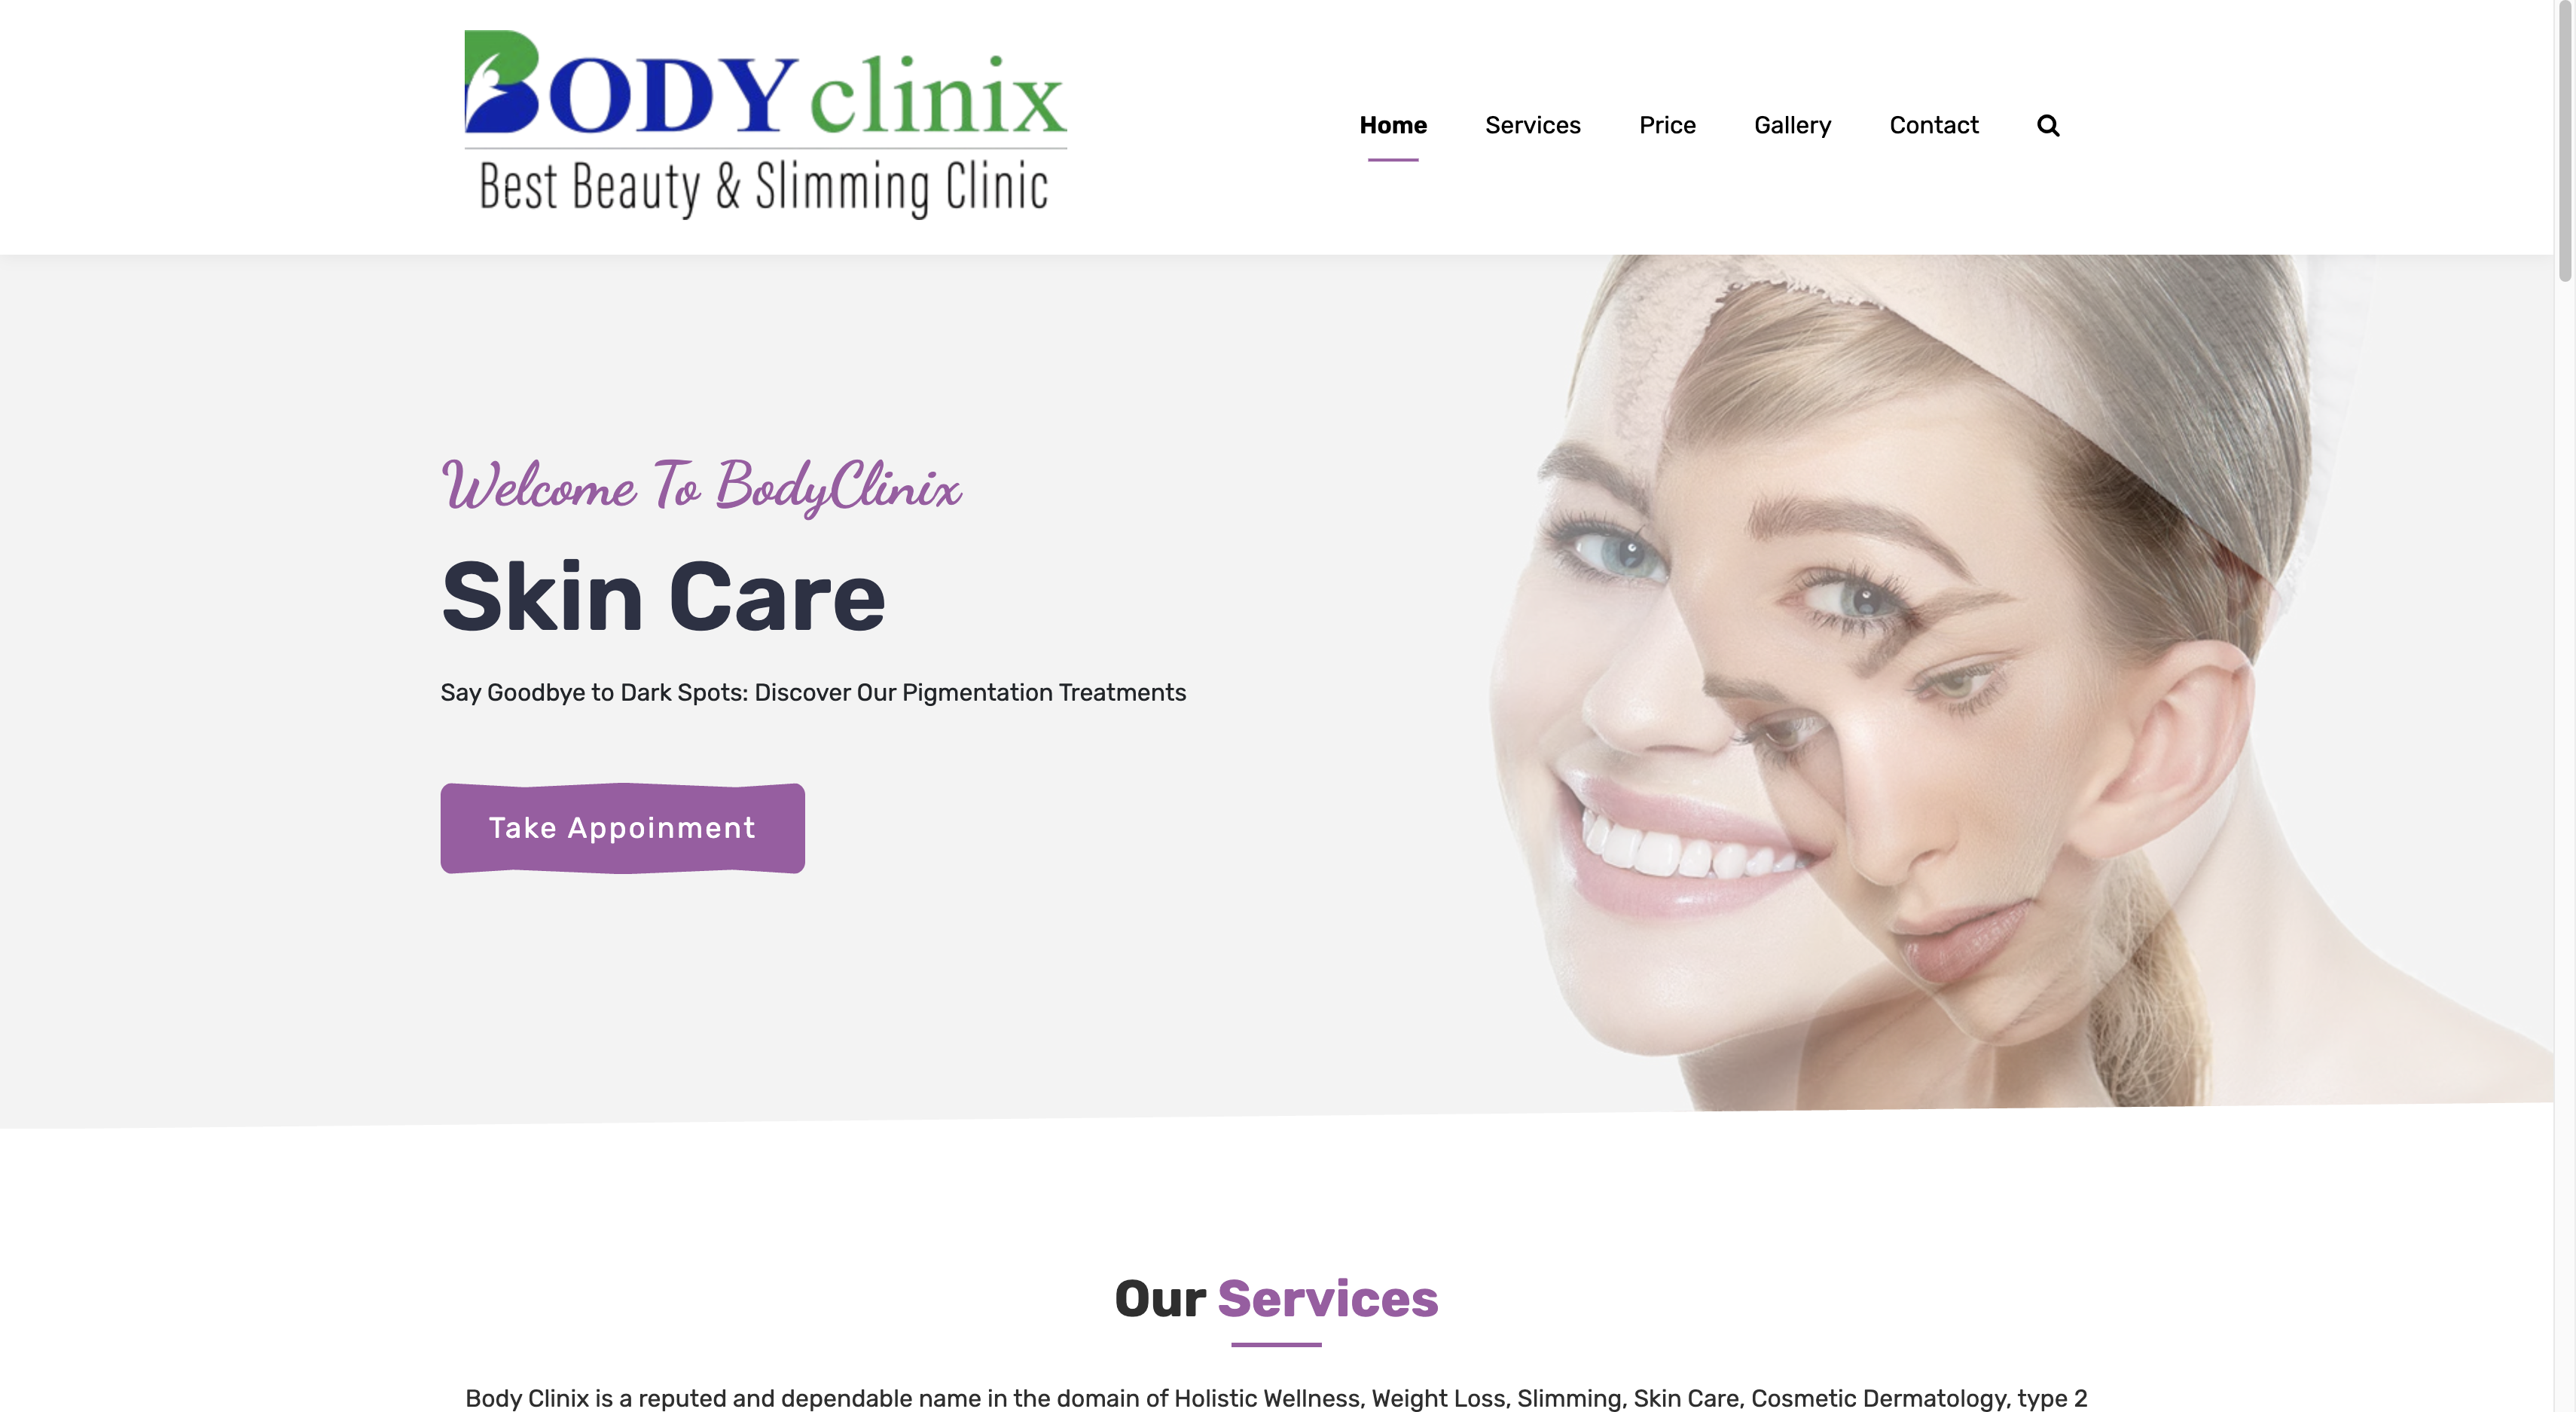 BODY clinix
Best Beauty & Slimming Clinic
Home Services Price Gallery Contact
Welcome To BodyClinix
Skin Care
Say Goodbye to Dark Spots: Discover Our Pigmentation Treatments
Take Appoinment
Our Services
Body Clinix is a reputed and dependable name in the domain of Holistic Wellness, Weight Loss, Slimming, Skin Care, Cosmetic Dermatology, type 2